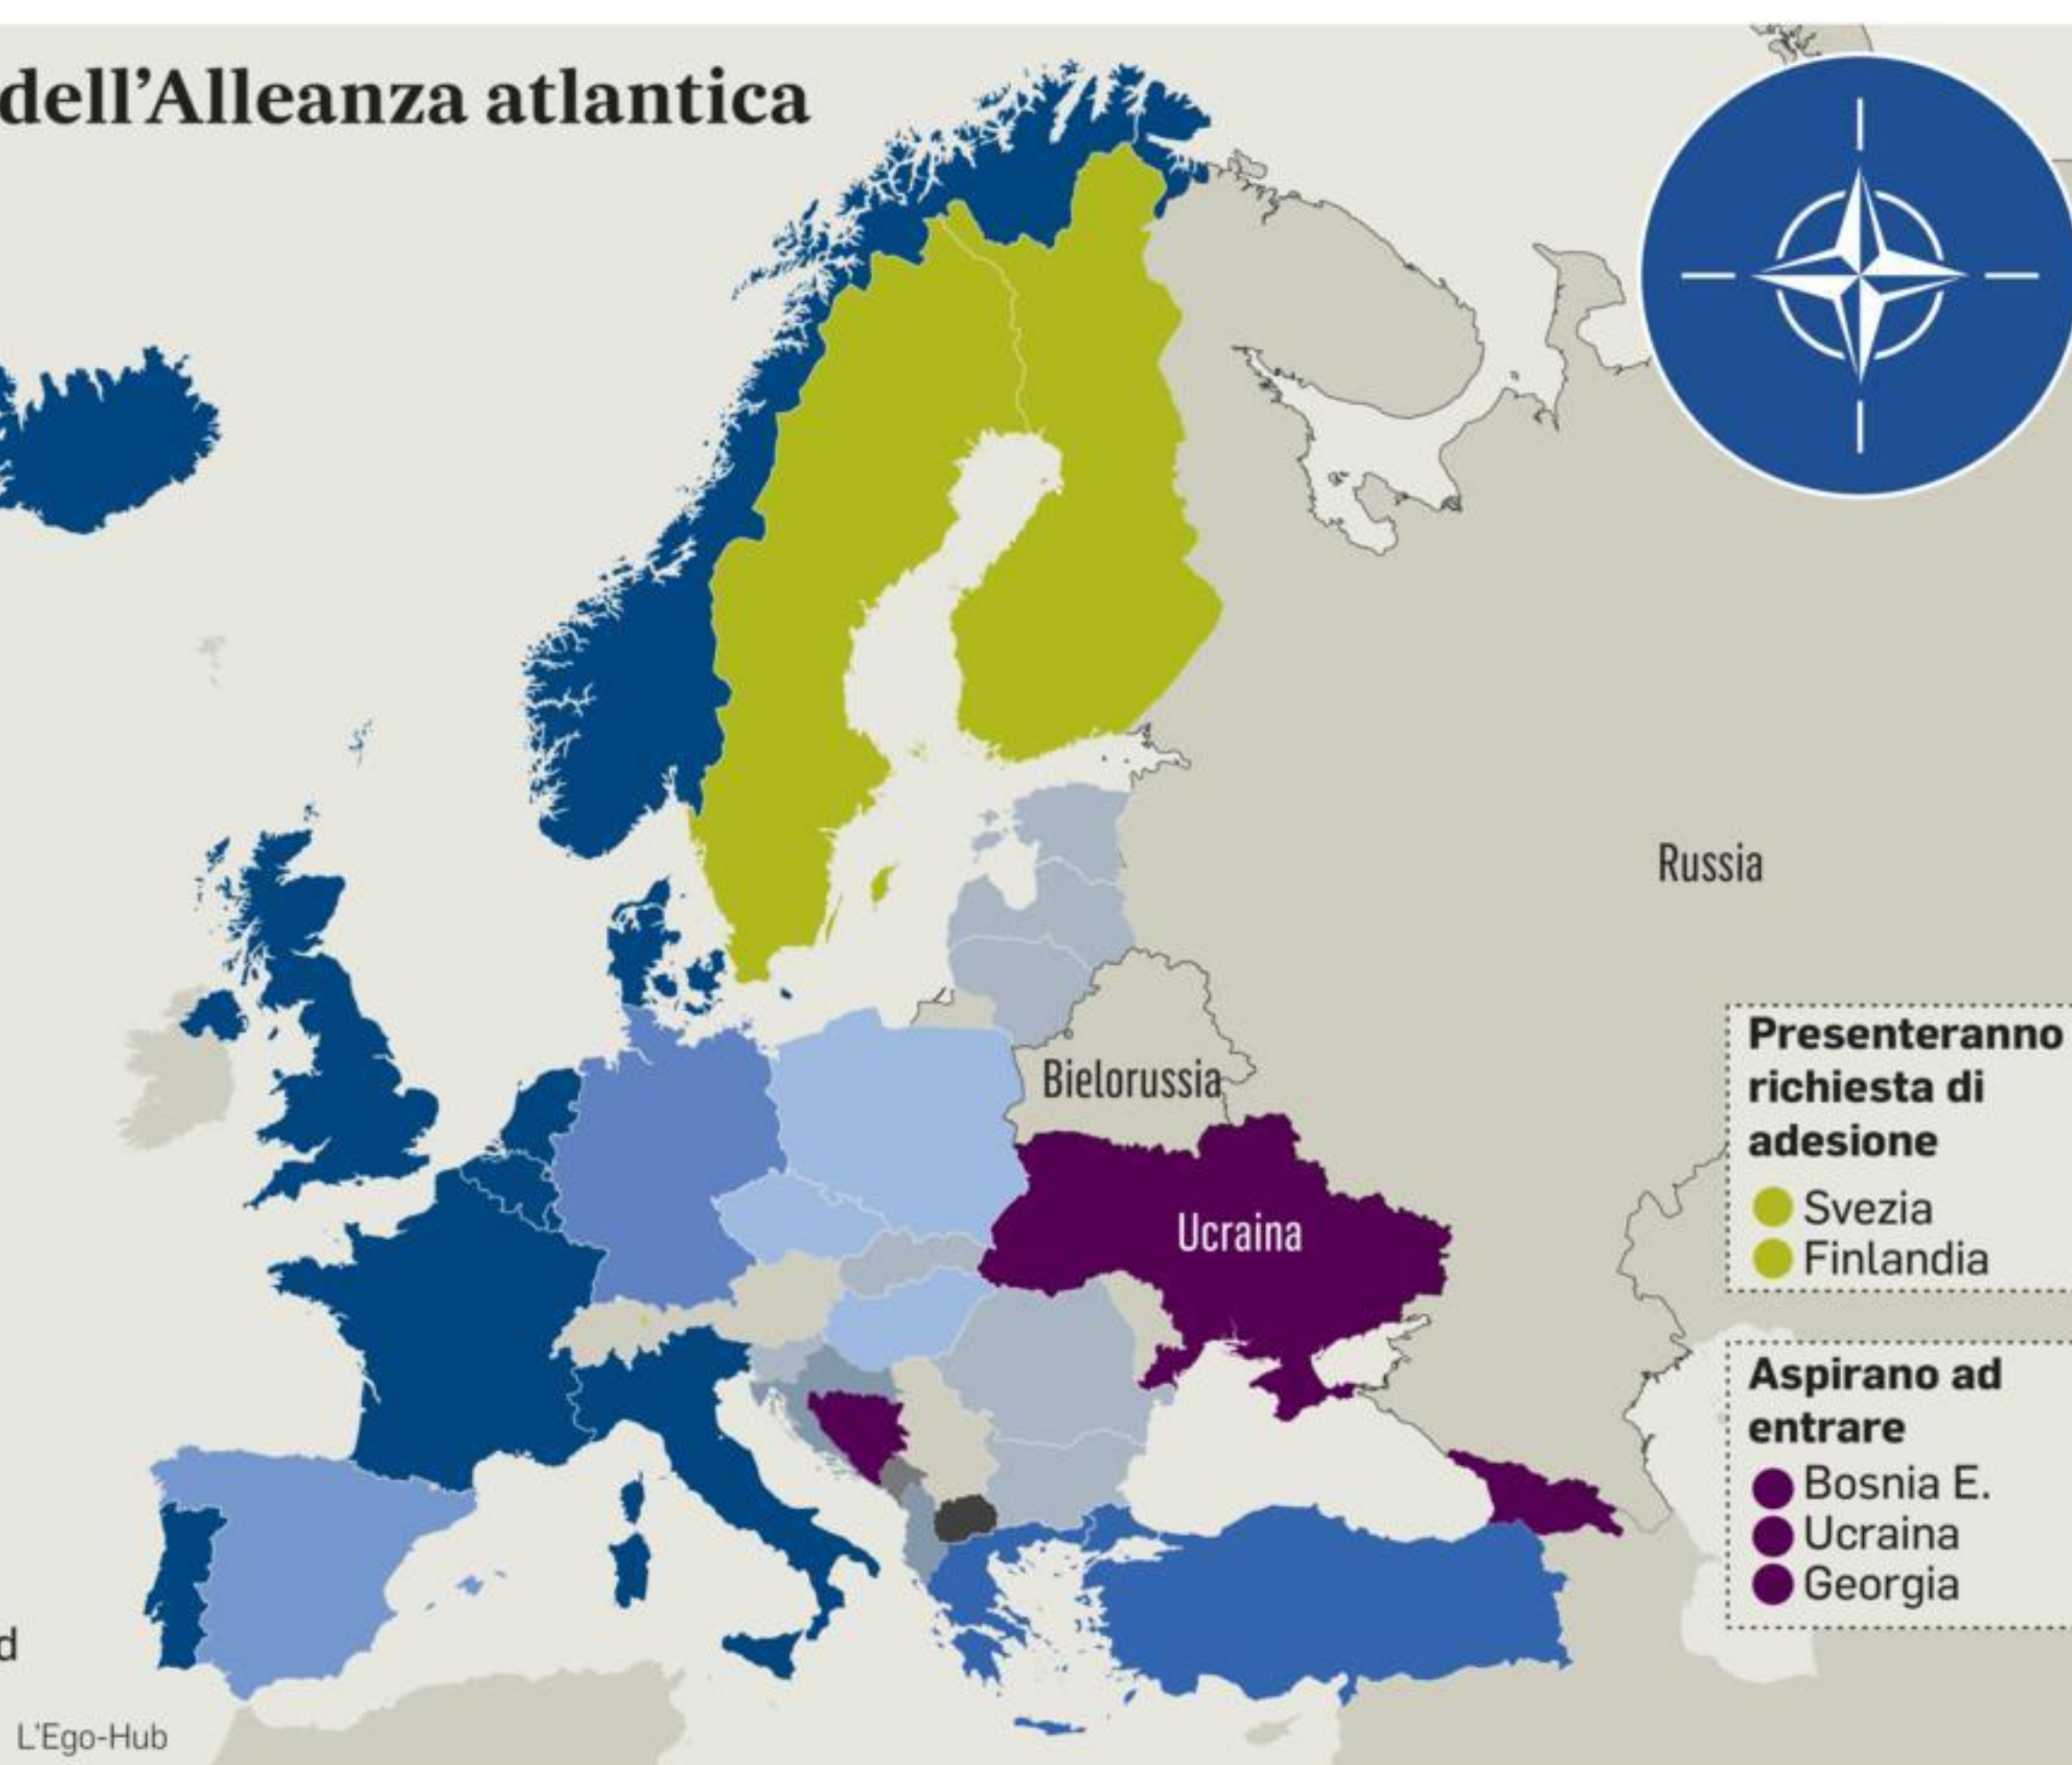 dell'Alleanza atlantica
Russia
Bielorussia
Ucraina
Presenteranno
richiesta di
adesione
Svezia
Finlandia
Aspirano ad
entrare
Bosnia E.
Ucraina
Georgia
d
L'Ego-Hub